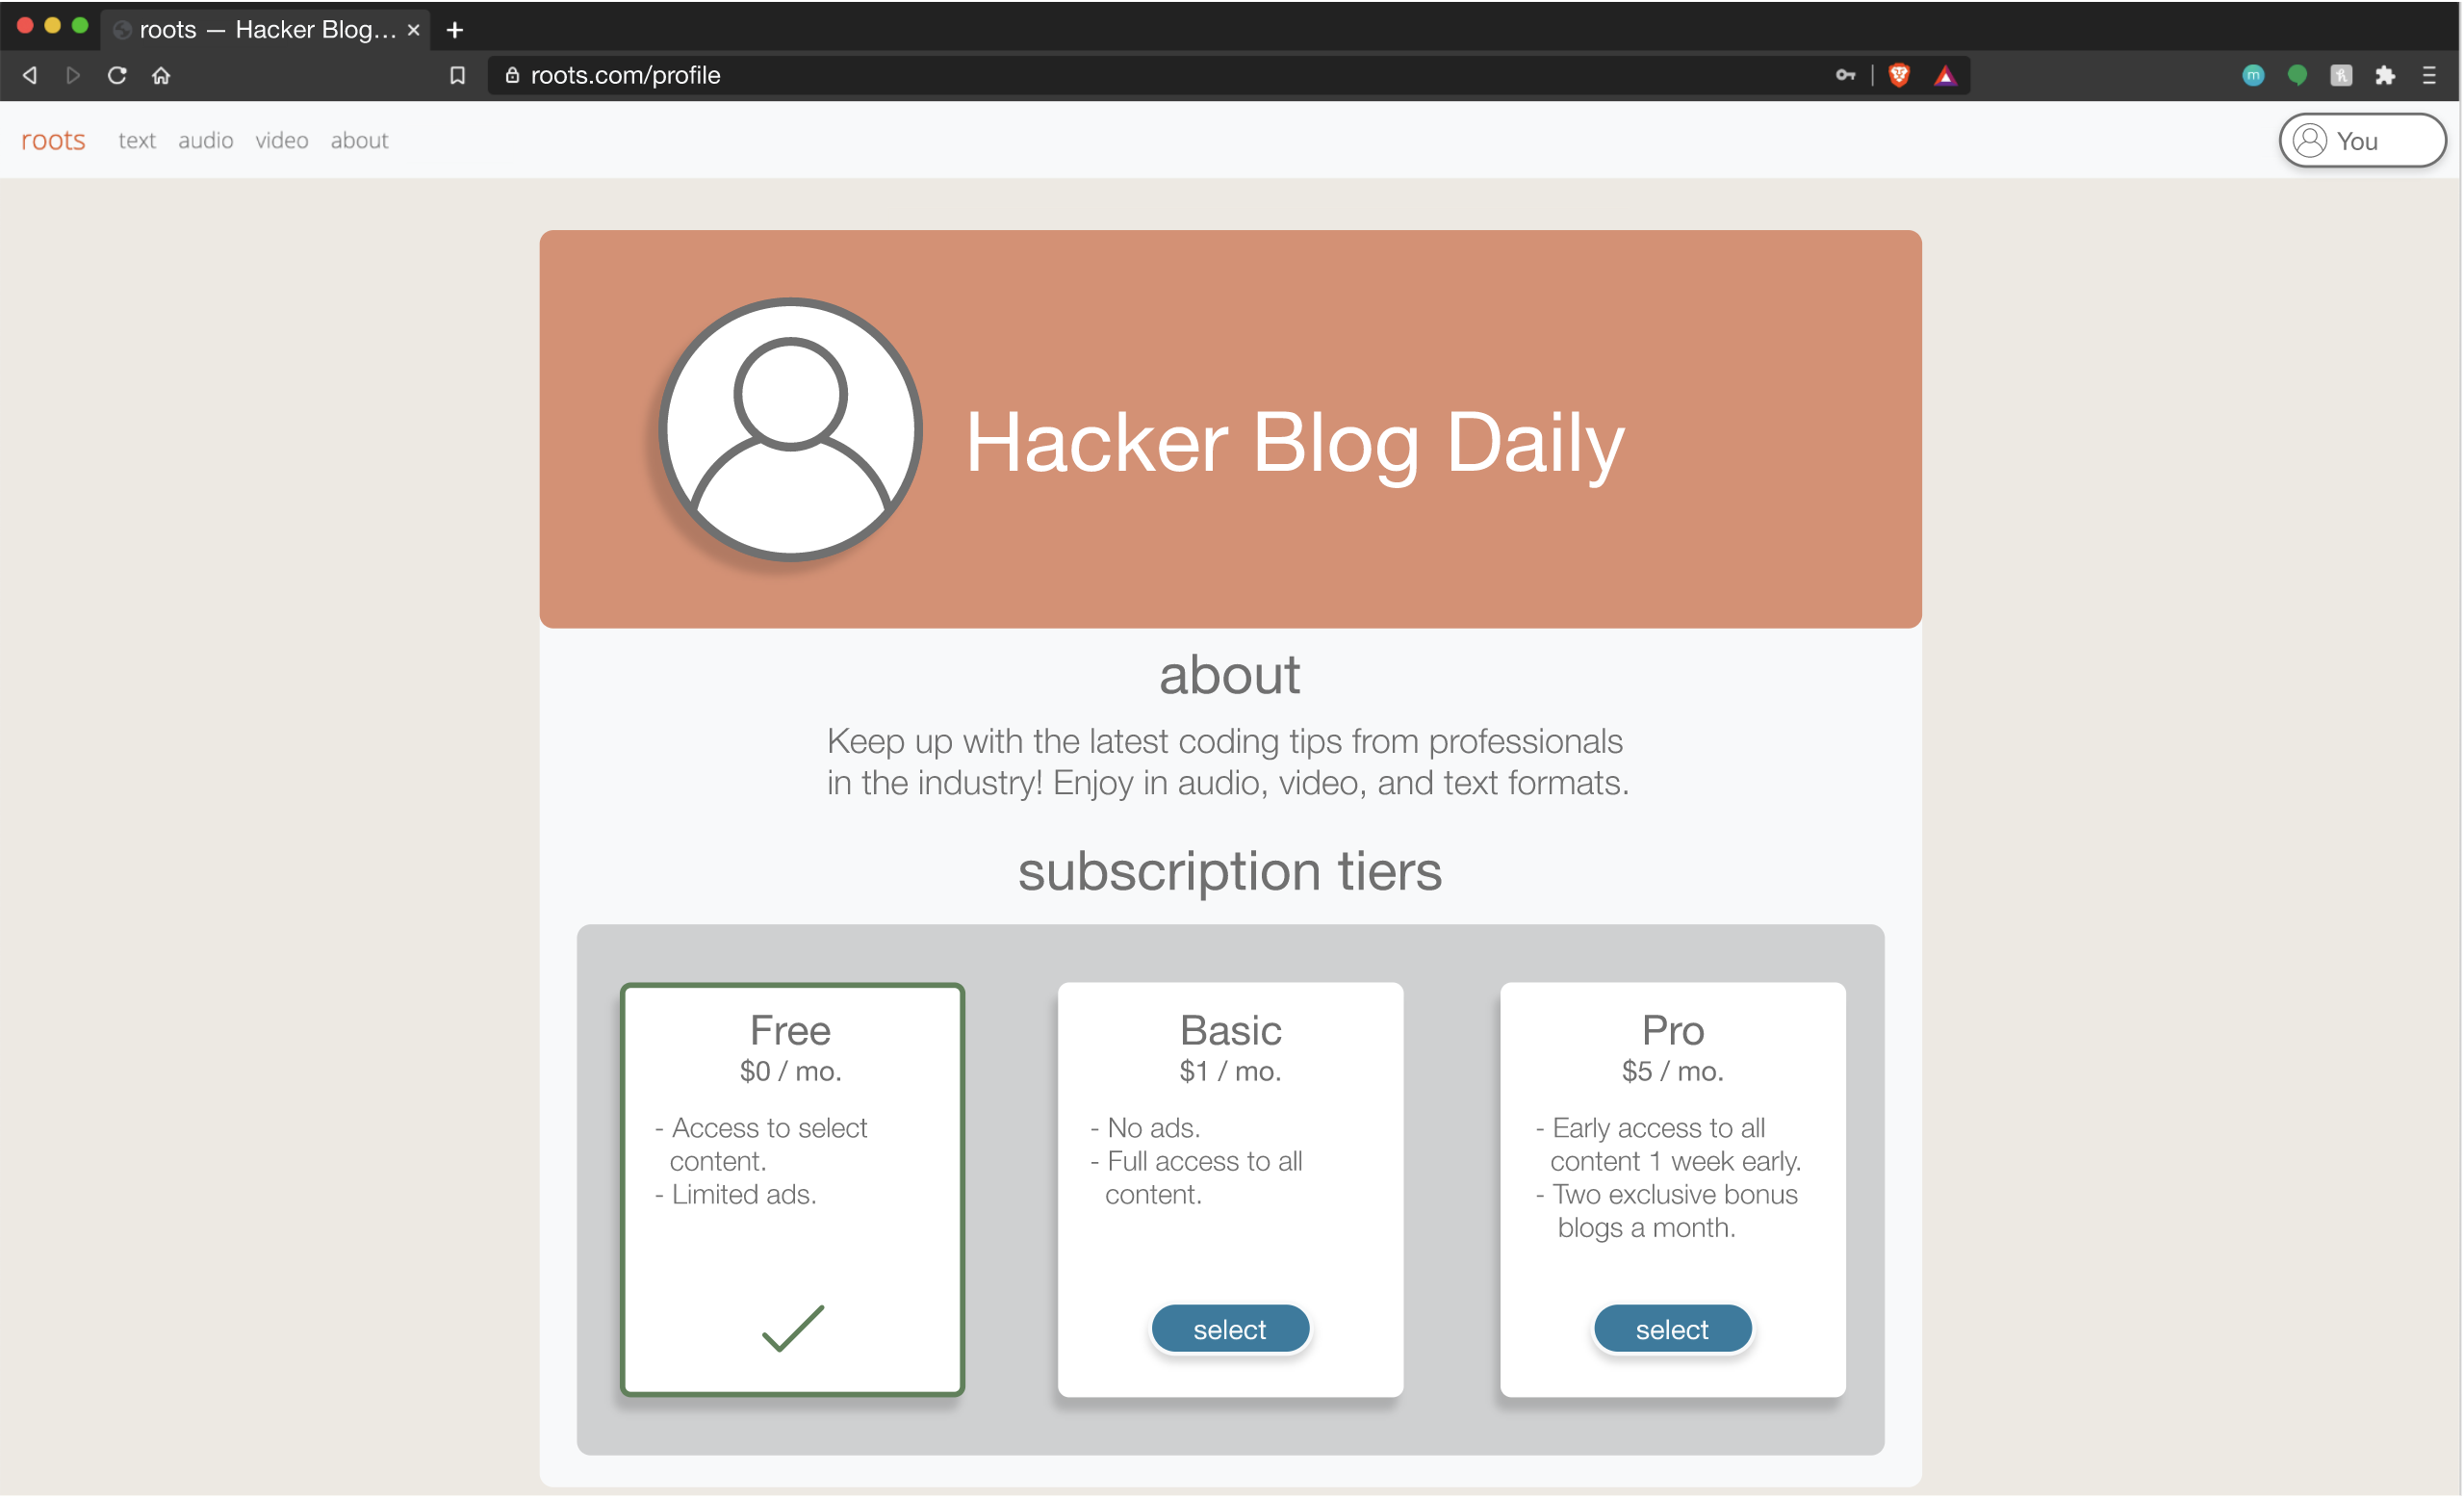 roots — Hacker Blog...
roots.com/profile
roots text audio video about
You
Hacker Blog Daily
about
Keep up with the latest coding tips from professionals
in the industry! Enjoy in audio, video, and text formats.
subscription tiers
Free
$0 / mo.
- Access to select
content.
- Limited ads.
Basic
$1 / mo.
- No ads.
- Full access to all
content.
select
Pro
$5 / mo.
- Early access to all
content 1 week early.
- Two exclusive bonus
blogs a month.
select